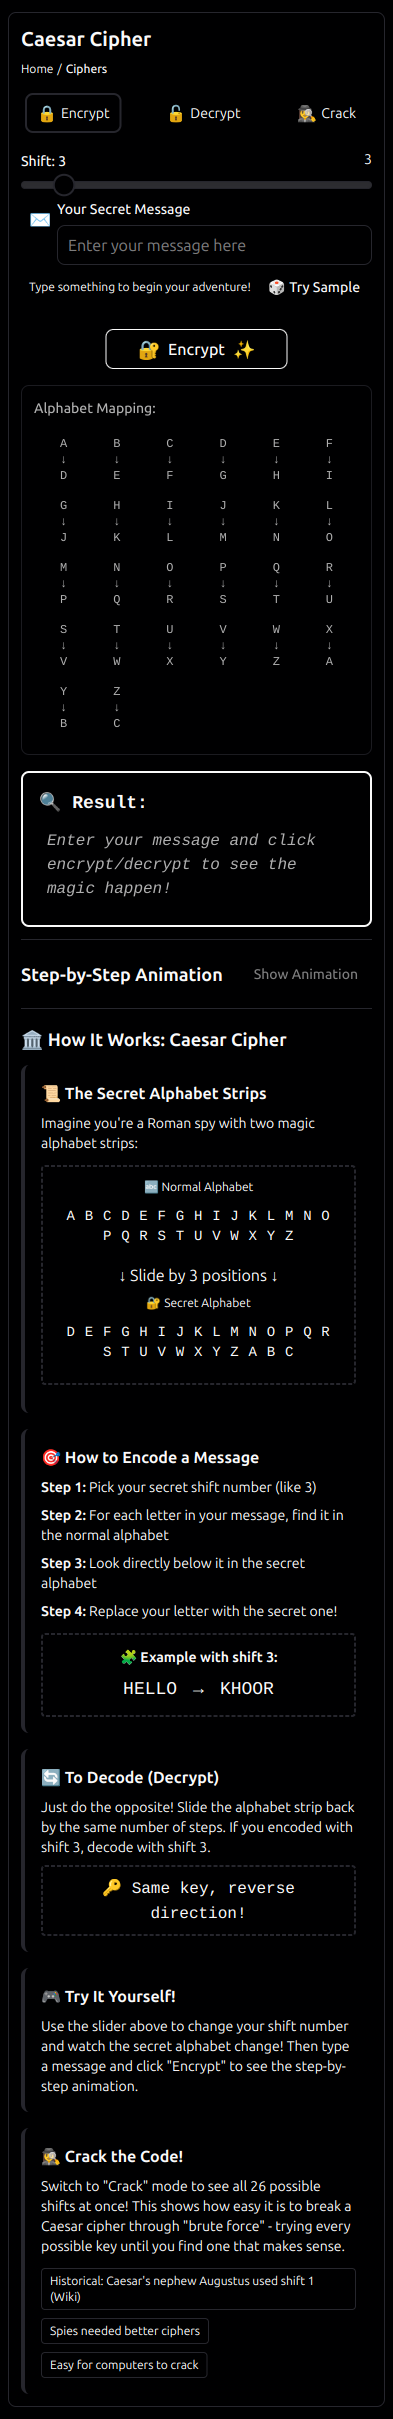 Caesar Cipher
Home / Ciphers
🔒 Encrypt 🔓 Decrypt 🕵️ Crack
Shift: 3 3
Your Secret Message
✉️ Enter your message here
Type something to begin your adventure! 🎲 Try Sample
🔐 Encrypt ✨
Alphabet Mapping:
A B C D E F
↓ ↓ ↓ ↓ ↓ ↓
D E F G H I
G H I J K L
↓ ↓ ↓ ↓ ↓ ↓
J K L M N O
M N O P Q R
↓ ↓ ↓ ↓ ↓ ↓
P Q R S T U
S T U V W X
↓ ↓ ↓ ↓ ↓ ↓
V W X Y Z A
Y Z
↓ ↓
B C
🔍 Result:
Enter your message and click
encrypt/decrypt to see the
magic happen!
Step-by-Step Animation Show Animation
🏛️ How It Works: Caesar Cipher
📜 The Secret Alphabet Strips
Imagine you're a Roman spy with two magic
alphabet strips:
🔤 Normal Alphabet
A B C D E F G H I J K L M N O
P Q R S T U V W X Y Z
↓ Slide by 3 positions ↓
🔐 Secret Alphabet
D E F G H I J K L M N O P Q R
S T U V W X Y Z A B C
🎯 How to Encode a Message
Step 1: Pick your secret shift number (like 3)
Step 2: For each letter in your message, find it in
the normal alphabet
Step 3: Look directly below it in the secret
alphabet
Step 4: Replace your letter with the secret one!
🧩 Example with shift 3:
HELLO → KHOOR
🔄 To Decode (Decrypt)
Just do the opposite! Slide the alphabet strip back
by the same number of steps. If you encoded with
shift 3, decode with shift 3.
🔑 Same key, reverse
direction!
🎮 Try It Yourself!
Use the slider above to change your shift number
and watch the secret alphabet change! Then type
a message and click "Encrypt" to see the step-by-
step animation.
🕵️ Crack the Code!
Switch to "Crack" mode to see all 26 possible
shifts at once! This shows how easy it is to break a
Caesar cipher through "brute force" - trying every
possible key until you find one that makes sense.
Historical: Caesar's nephew Augustus used shift 1
(Wiki)
Spies needed better ciphers
Easy for computers to crack